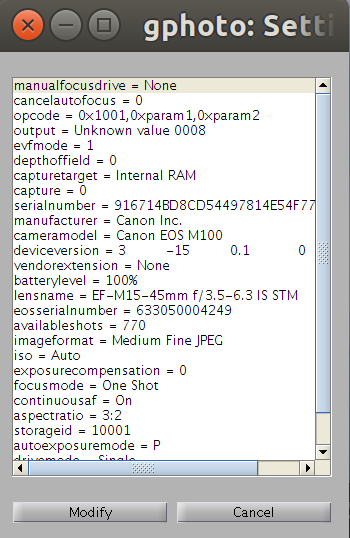 gphoto: Setti
manualfocusdrive = None
cancelautofocus = 0
opcode = 0x1001,0xparam1,0xparam2
output = Unknown value 0008
evfmode = 1
depthoffield = 0
capturetarget = Internal RAM
capture = 0
serialnumber = 916714BD8CD54497814E54F77
manufacturer = Canon Inc.
cameramodel = Canon EOS M100
deviceversion = 3 -15 0.1 0
vendorextension = None
batterylevel = 100%
lensname = EF-M15-45mm f/3.5-6.3 IS STM
eosserialnumber = 633050004249
availableshots = 770
imageformat = Medium Fine JPEG
iso = Auto
exposurecompensation = 0
focusmode = One Shot
continuousaf = On
aspectratio = 3:2
storageid = 10001
autoexposuremode = P
drivemode = Single
Modify Cancel